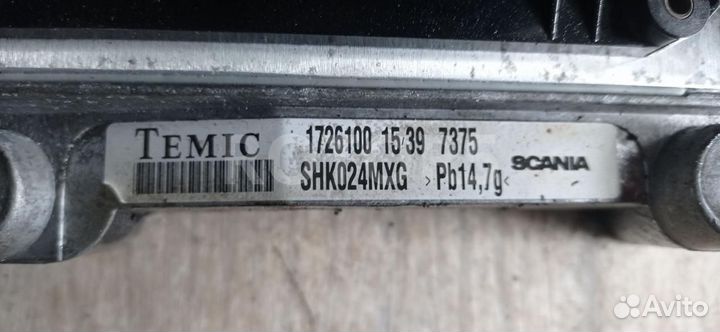 TEMIC 1726100 15 39 7375
SHK024MXG >Pb14,7g< SCANIA
Avito